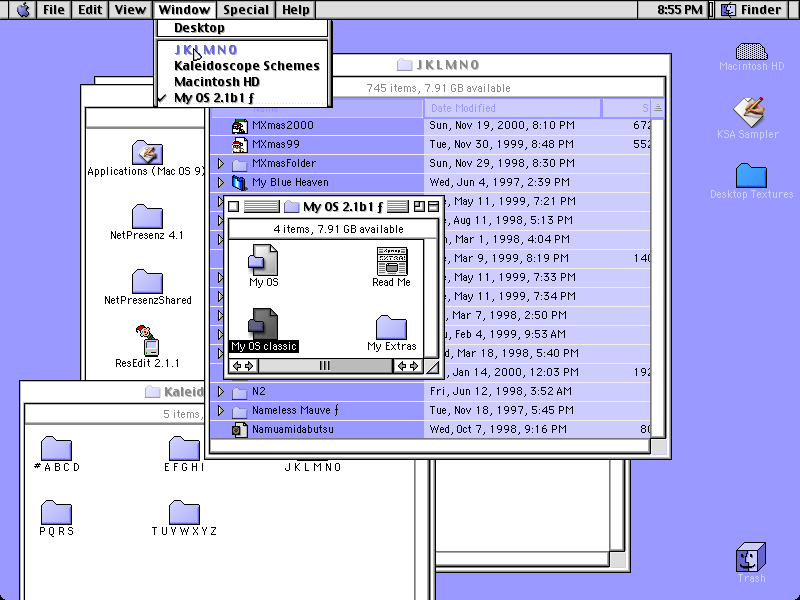 File Edit View Window Special Help 8:55 PM Finder
Desktop
JKLMNO
Kaleidoscope Schemes
Macintosh HD
My OS 2.1b1 ƒ
Macintosh HD
KSA Sampler
Desktop Textures
Trash
JKLMNO
745 items, 7.91 GB available
Date Modified S
MXmas2000 Sun, Nov 19, 2000, 8:10 PM 672
MXmas99 Tue, Nov 30, 1999, 8:48 PM 552
MXmasFolder Sun, Nov 29, 1998, 8:30 PM
My Blue Heaven Wed, Jun 4, 1997, 2:39 PM
May 11, 1999, 7:21 PM
Aug 11, 1998, 5:13 PM
Mar 1, 1998, 4:04 PM
Mar 9, 1999, 8:19 PM 140
May 11, 1999, 7:33 PM
May 11, 1999, 7:34 PM
Mar 7, 1998, 2:50 PM
Feb 4, 1999, 9:53 AM
Mar 18, 1998, 5:40 PM
Jan 14, 2000, 12:03 PM 192
N2 Fri, Jun 12, 1998, 3:52 AM
Nameless Mauve ƒ Tue, Nov 18, 1997, 5:45 PM
Namuamidabutsu Wed, Oct 7, 1998, 9:16 PM 80
My OS 2.1b1 ƒ
4 items, 7.91 GB available
My OS
Read Me
My OS classic
My Extras
Applications (Mac OS 9)
NetPresenz 4.1
NetPresenzShared
ResEdit 2.1.1
Kaleid
5 items,
#ABCD
EFGHI
JKLMNO
PQRS
TUVWXYZ